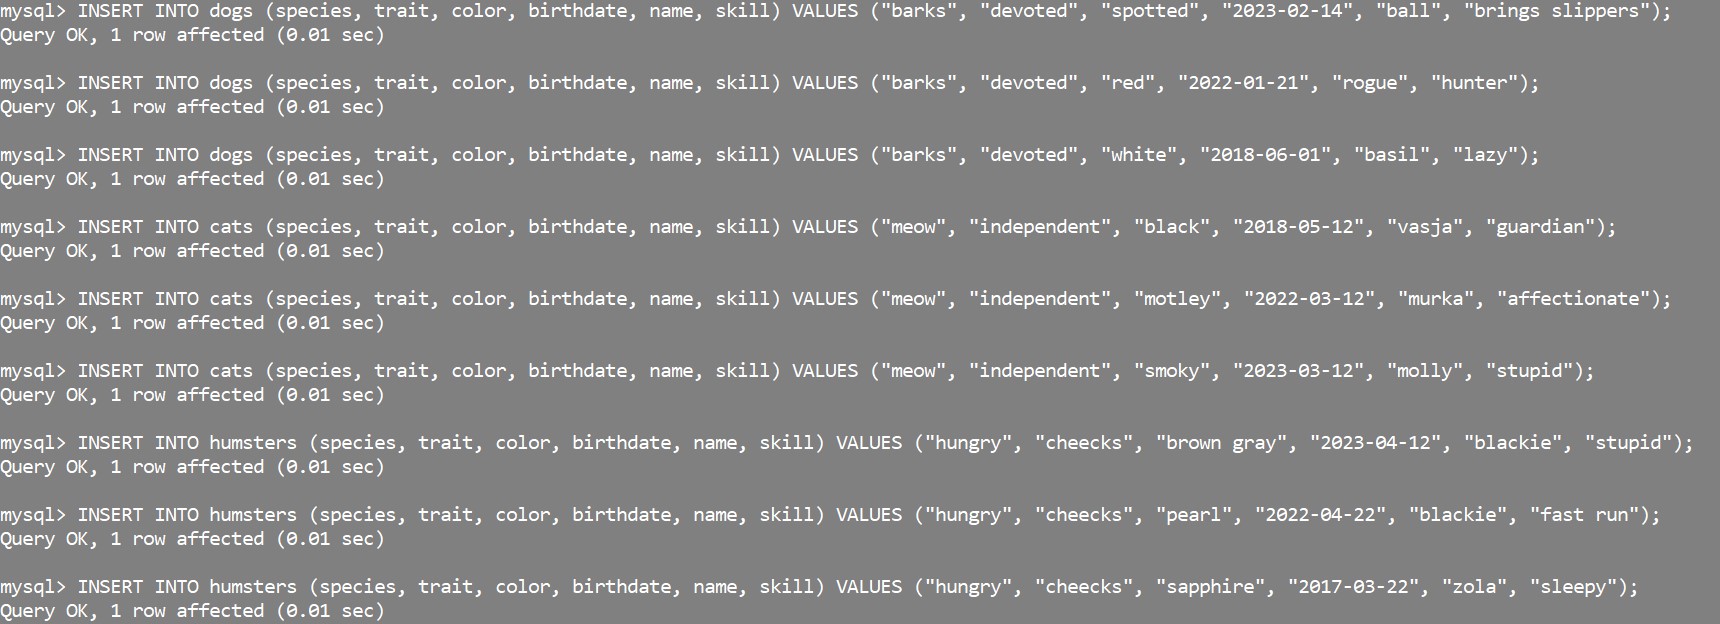 mysql> INSERT INTO dogs (species, trait, color, birthdate, name, skill) VALUES ("barks", "devoted", "spotted", "2023-02-14", "ball", "brings slippers");
Query OK, 1 row affected (0.01 sec)
mysql> INSERT INTO dogs (species, trait, color, birthdate, name, skill) VALUES ("barks", "devoted", "red", "2022-01-21", "rogue", "hunter");
Query OK, 1 row affected (0.01 sec)
mysql> INSERT INTO dogs (species, trait, color, birthdate, name, skill) VALUES ("barks", "devoted", "white", "2018-06-01", "basil", "lazy");
Query OK, 1 row affected (0.01 sec)
mysql> INSERT INTO cats (species, trait, color, birthdate, name, skill) VALUES ("meow", "independent", "black", "2018-05-12", "vasja", "guardian");
Query OK, 1 row affected (0.01 sec)
mysql> INSERT INTO cats (species, trait, color, birthdate, name, skill) VALUES ("meow", "independent", "motley", "2022-03-12", "murka", "affectionate");
Query OK, 1 row affected (0.01 sec)
mysql> INSERT INTO cats (species, trait, color, birthdate, name, skill) VALUES ("meow", "independent", "smoky", "2023-03-12", "molly", "stupid");
Query OK, 1 row affected (0.01 sec)
mysql> INSERT INTO humsters (species, trait, color, birthdate, name, skill) VALUES ("hungry", "cheecks", "brown gray", "2023-04-12", "blackie", "stupid");
Query OK, 1 row affected (0.01 sec)
mysql> INSERT INTO humsters (species, trait, color, birthdate, name, skill) VALUES ("hungry", "cheecks", "pearl", "2022-04-22", "blackie", "fast run");
Query OK, 1 row affected (0.01 sec)
mysql> INSERT INTO humsters (species, trait, color, birthdate, name, skill) VALUES ("hungry", "cheecks", "sapphire", "2017-03-22", "zola", "sleepy");
Query OK, 1 row affected (0.01 sec)